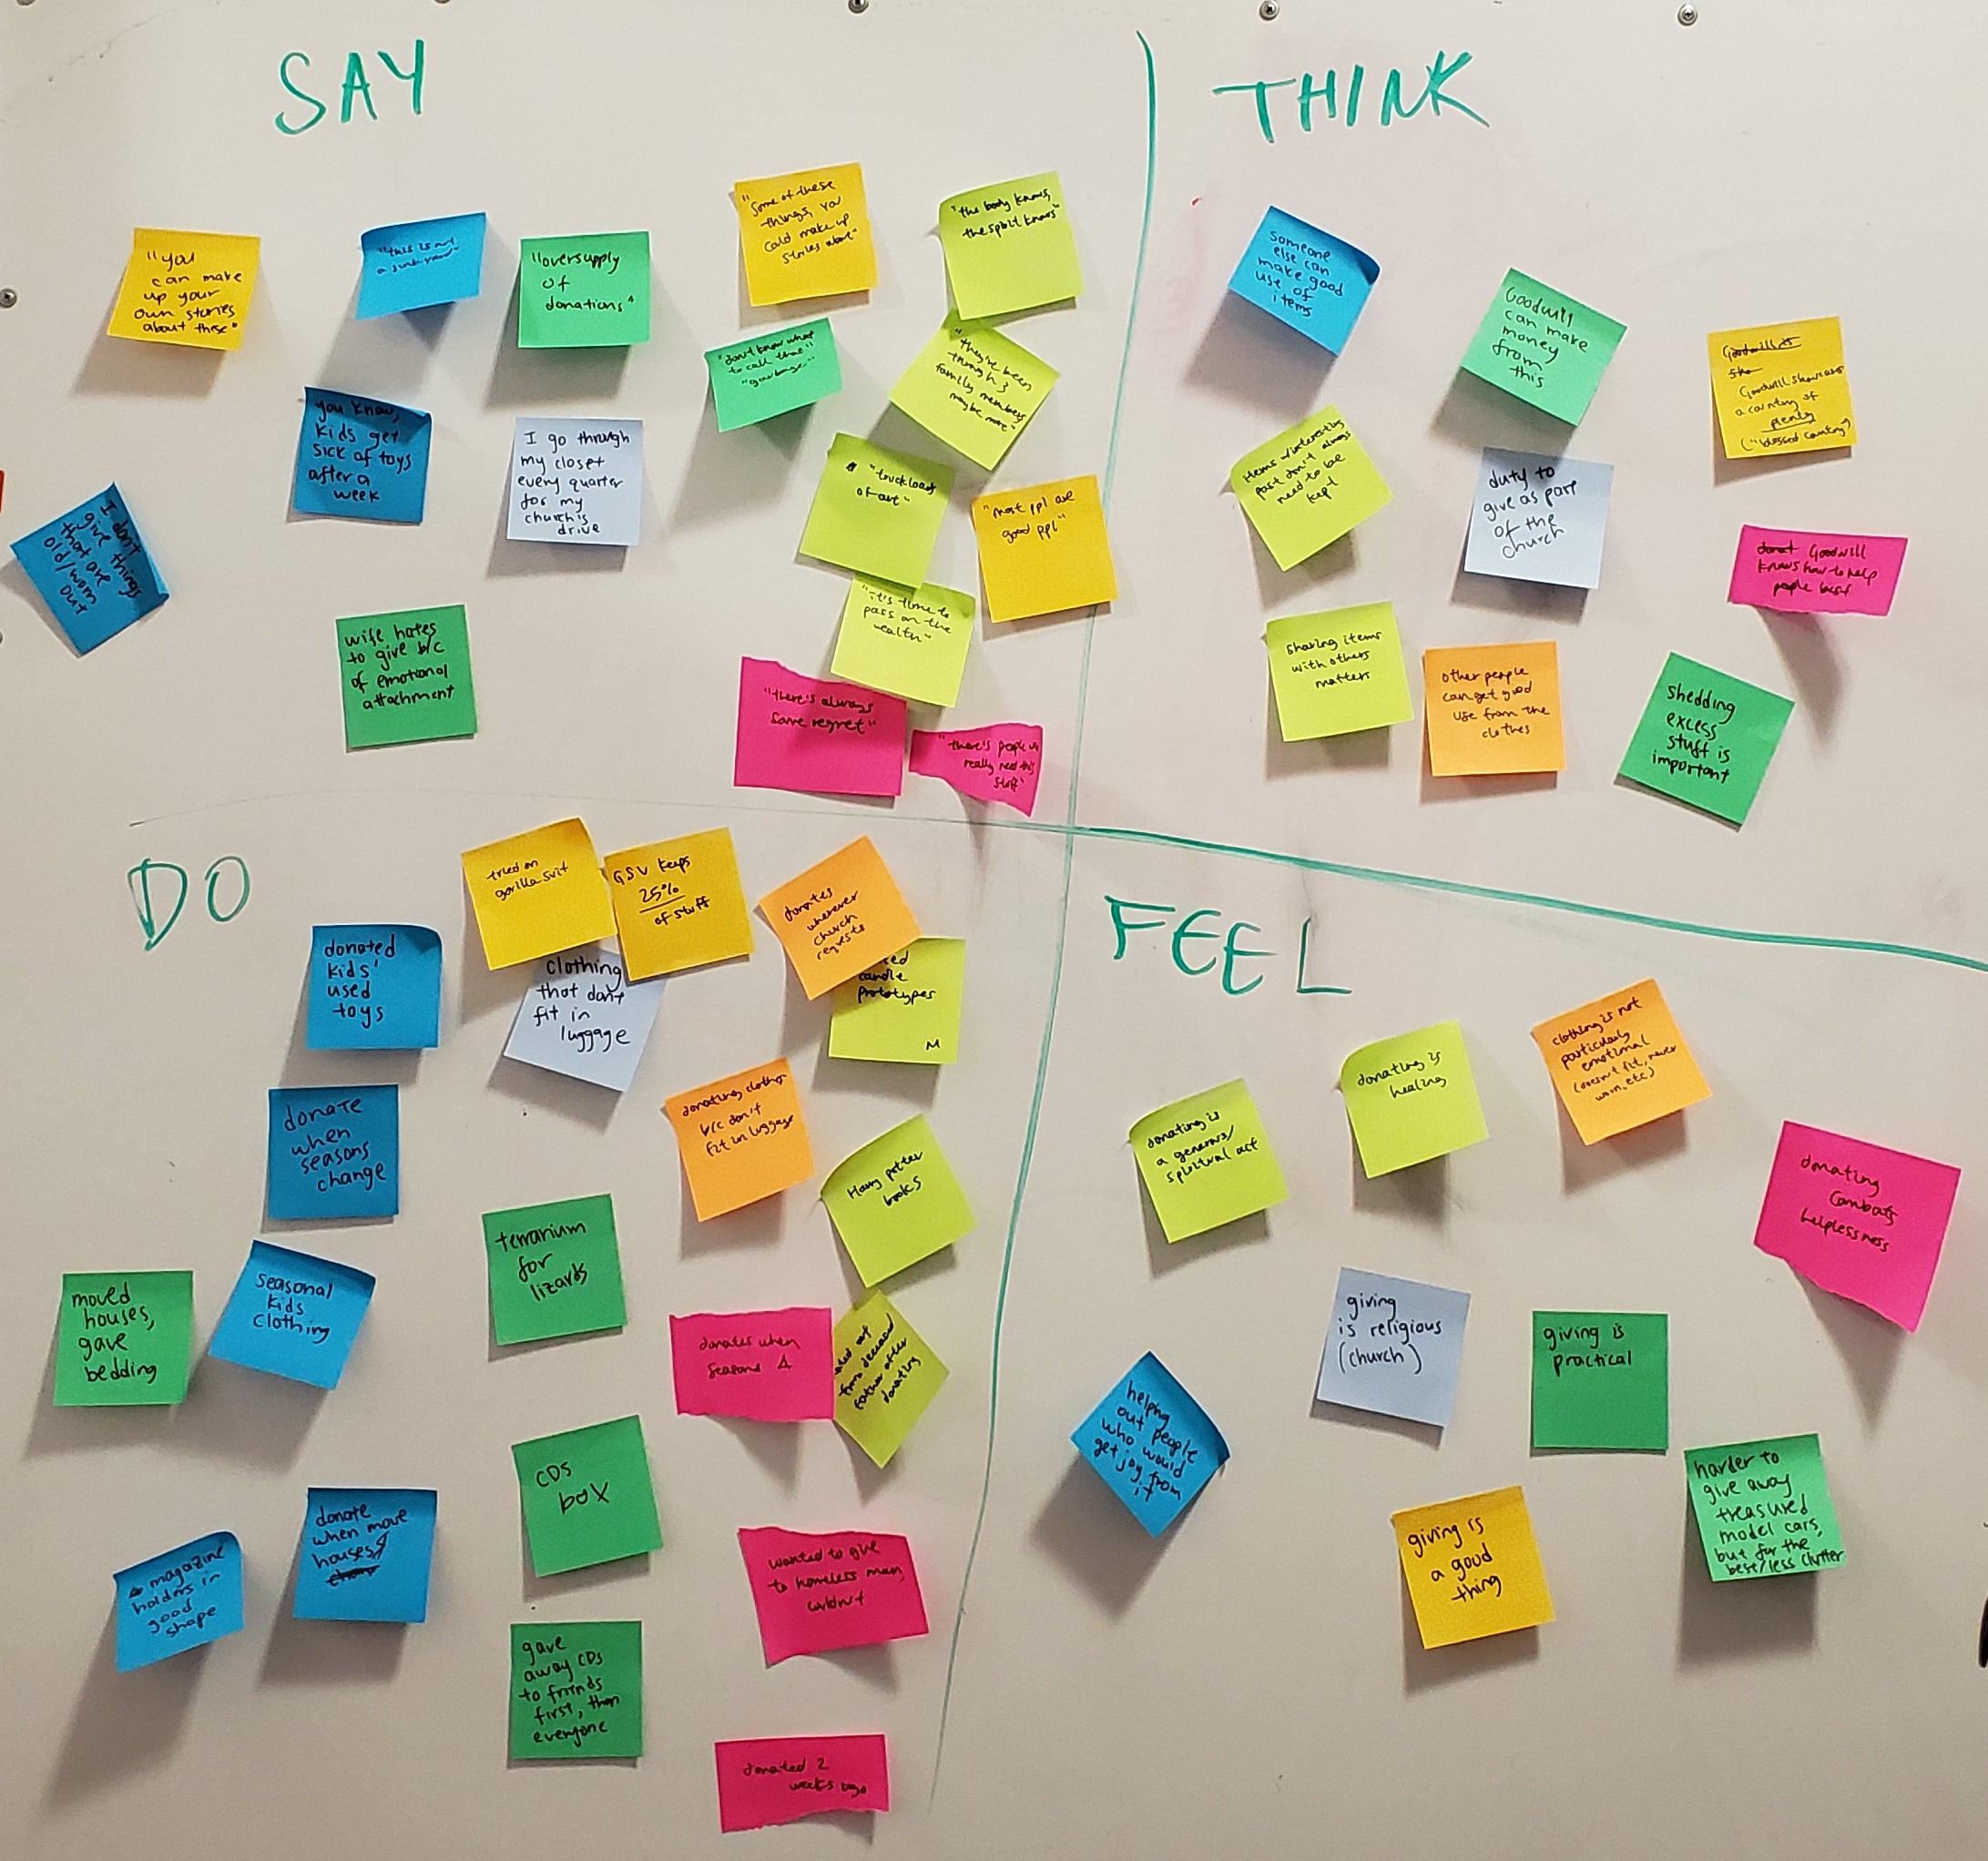 SAY
"you
can make
up your
own stories
about these"
"this is not
a junk yard"
"oversupply
of
donations"
"Some of these
things, you
could make up
stories about"
"the body knows,
the spirit knows"
"don't know what
to call that"
"garbage"
"they've been
through 3
family members
maybe more"
you know,
kids get
sick of toys
after a
week
I go through
my closet
every quarter
for my
church's
drive
"truckload
of art"
"most ppl are
good ppl"
I don't
give things
that are
old/worn
out
"it's time to
pass on the
wealth"
wife hates
to give b/c
of emotional
attachment
"there's always
some regret"
"there's people
really need this
stuff"
THINK
someone
else can
make good
use of
items
Goodwill
can make
money
from
this
Goodwill is
Goodwill showcases
a country of
plenty
("blessed country")
items w/interesting
past don't always
need to be
kept
duty to
give as part
of the
church
donat Goodwill
knows how to help
people best
sharing items
with others
matters
other people
can get good
use from the
clothes
shedding
excess
stuff is
important
DO
tried on
gorilla suit
GSV keeps
25%
of stuff
donates
wherever
church
requests
donated
kids'
used
toys
clothing
that don't
fit in
luggage
candle
prototypes
M
donate
when
seasons
change
donating clothes
b/c don't
fit in luggage
Harry potter
books
terrarium
for
lizards
moved
houses,
gave
bedding
seasonal
kids
clothing
donates when
seasons Δ
from deceased
father after
donating
CDs
box
magazine
holders in
good
shape
donate
when move
houses
wanted to give
to homeless man,
couldn't
gave
away CDs
to friends
first, then
everyone
donated 2
weeks ago
FEEL
donating is
a generous/
spiritual act
donating is
healing
clothing is not
particularly
emotional
(doesn't fit, never
worn, etc)
donating
combats
helplessness
giving
is religious
(church)
giving is
practical
helping
out people
who would
get joy from
it
giving is
a good
thing
harder to
give away
treasured
model cars,
but for the
best/less clutter